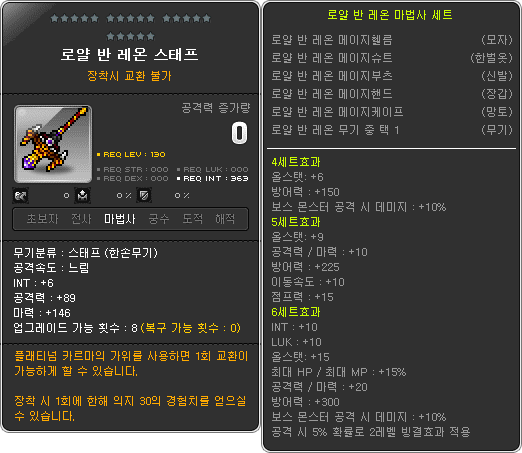 로얄 반 레온 스태프
장착시 교환 불가
공격력 증가량
0
REQ LEV : 130
REQ STR : 000 REQ LUK : 000
REQ DEX : 000 REQ INT : 363
0 0 % 0 %
초보자 전사 마법사 궁수 도적 해적
무기분류 : 스태프 (한손무기)
공격속도 : 느림
INT : +6
공격력 : +89
마력 : +146
업그레이드 가능 횟수 : 8 (복구 가능 횟수 : 0)
플래티넘 카르마의 가위를 사용하면 1회 교환이
가능하게 할 수 있습니다.
장착 시 1회에 한해 의지 30의 경험치를 얻으실
수 있습니다.
로얄 반 레온 마법사 세트
로얄 반 레온 메이지헬름 (모자)
로얄 반 레온 메이지슈트 (한벌옷)
로얄 반 레온 메이지부츠 (신발)
로얄 반 레온 메이지핸드 (장갑)
로얄 반 레온 메이지케이프 (망토)
로얄 반 레온 무기 중 택 1 (무기)
4세트효과
올스탯: +6
방어력 : +150
보스 몬스터 공격 시 데미지 : +10%
5세트효과
올스탯: +9
공격력 / 마력 : +10
방어력 : +225
이동속도 : +10
점프력 : +15
6세트효과
INT : +10
LUK : +10
올스탯: +15
최대 HP / 최대 MP : +15%
공격력 / 마력 : +20
방어력 : +300
보스 몬스터 공격 시 데미지 : +10%
공격 시 5% 확률로 2레벨 빙결효과 적용